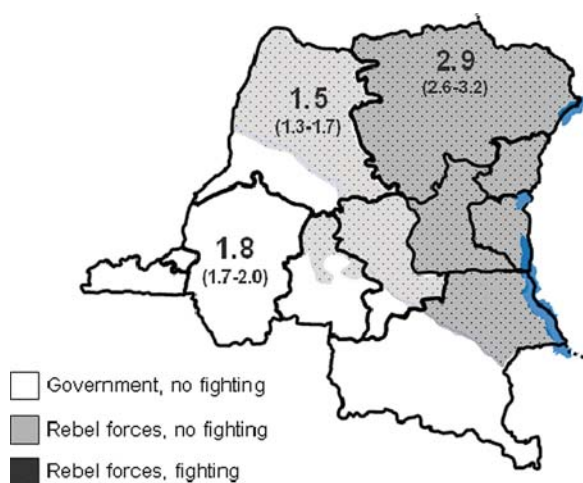 2.9
(2.6-3.2)
1.5
(1.3-1.7)
1.8
(1.7-2.0)
Government, no fighting
Rebel forces, no fighting
Rebel forces, fighting